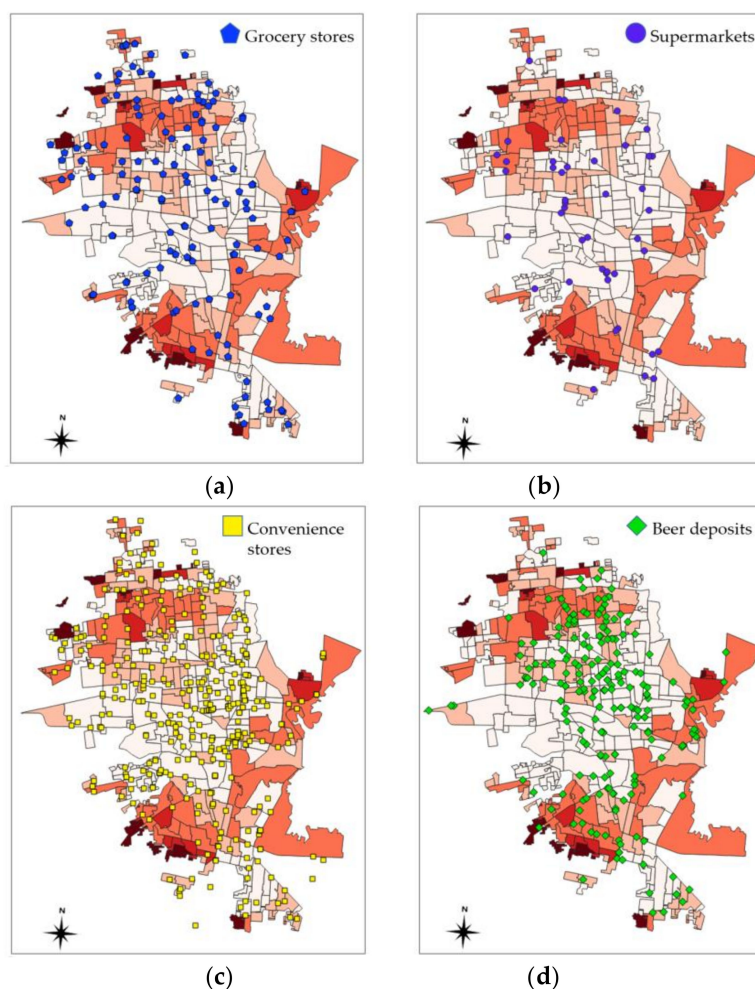 Grocery stores
Supermarkets
N
N
(a)
(b)
Convenience
stores
Beer deposits
N
N
(c)
(d)